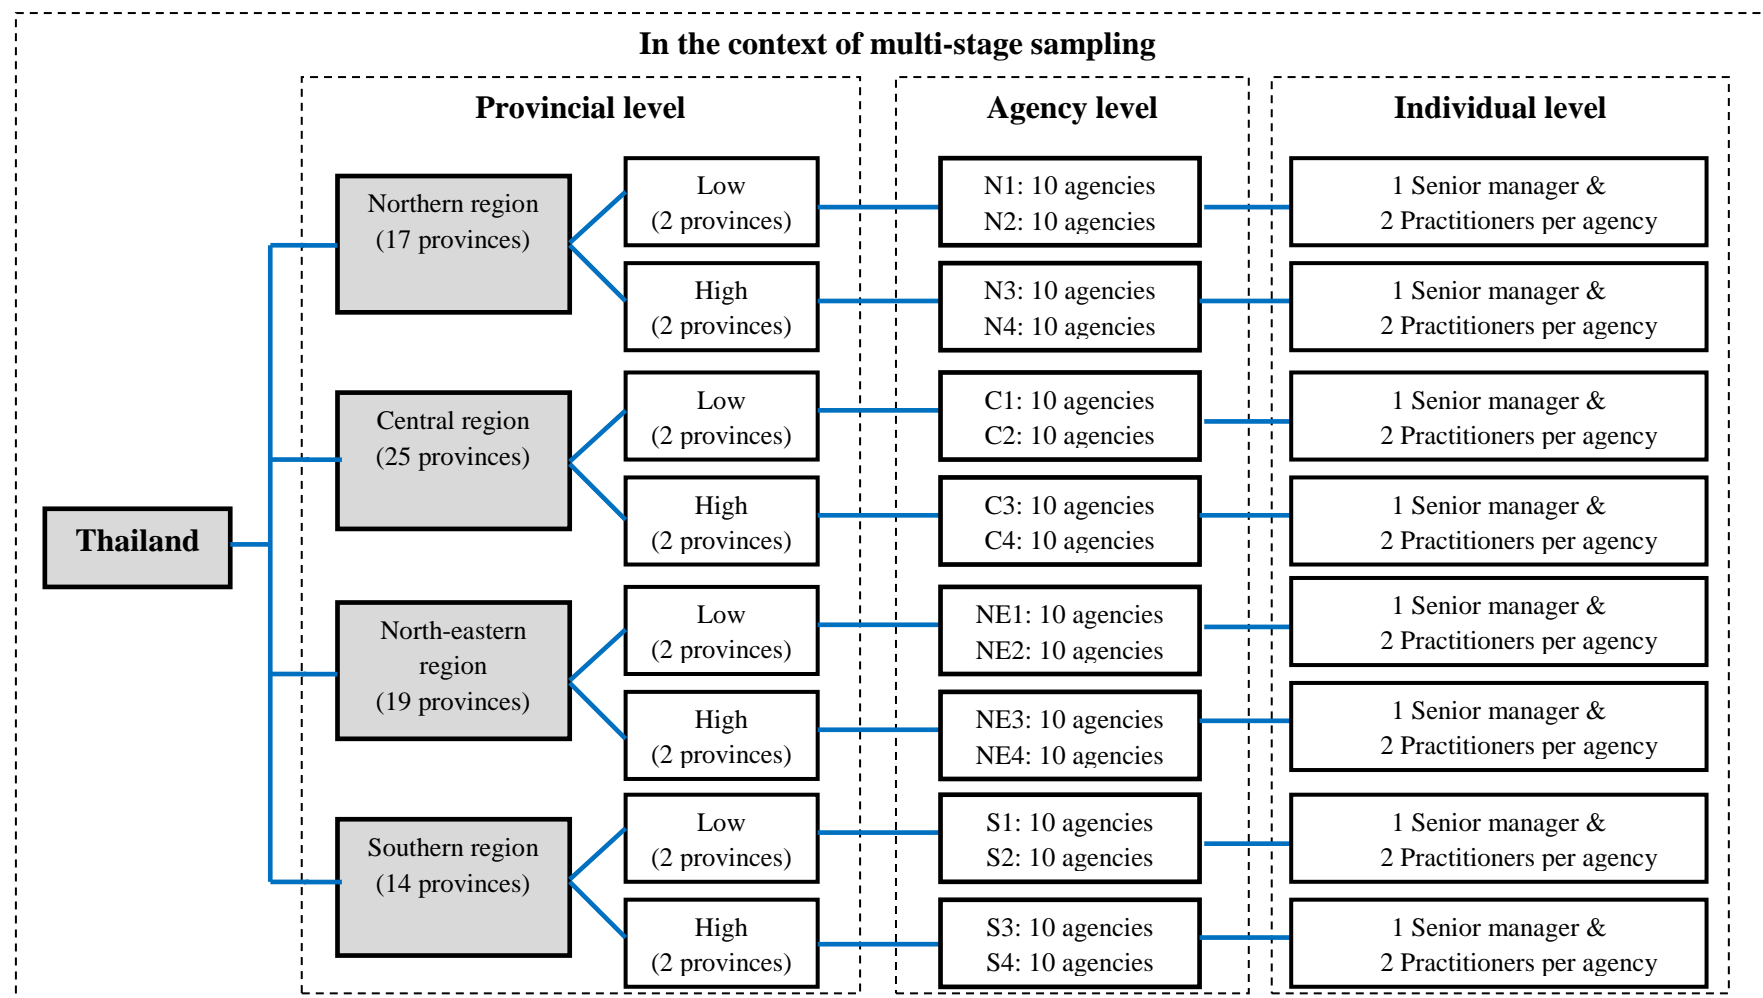 In the context of multi-stage sampling
Provincial level
Agency level
Individual level
Thailand
Northern region
(17 provinces)
Low
(2 provinces)
N1: 10 agencies
N2: 10 agencies
1 Senior manager &
2 Practitioners per agency
High
(2 provinces)
N3: 10 agencies
N4: 10 agencies
1 Senior manager &
2 Practitioners per agency
Central region
(25 provinces)
Low
(2 provinces)
C1: 10 agencies
C2: 10 agencies
1 Senior manager &
2 Practitioners per agency
High
(2 provinces)
C3: 10 agencies
C4: 10 agencies
1 Senior manager &
2 Practitioners per agency
North-eastern
region
(19 provinces)
Low
(2 provinces)
NE1: 10 agencies
NE2: 10 agencies
1 Senior manager &
2 Practitioners per agency
High
(2 provinces)
NE3: 10 agencies
NE4: 10 agencies
1 Senior manager &
2 Practitioners per agency
Southern region
(14 provinces)
Low
(2 provinces)
S1: 10 agencies
S2: 10 agencies
1 Senior manager &
2 Practitioners per agency
High
(2 provinces)
S3: 10 agencies
S4: 10 agencies
1 Senior manager &
2 Practitioners per agency